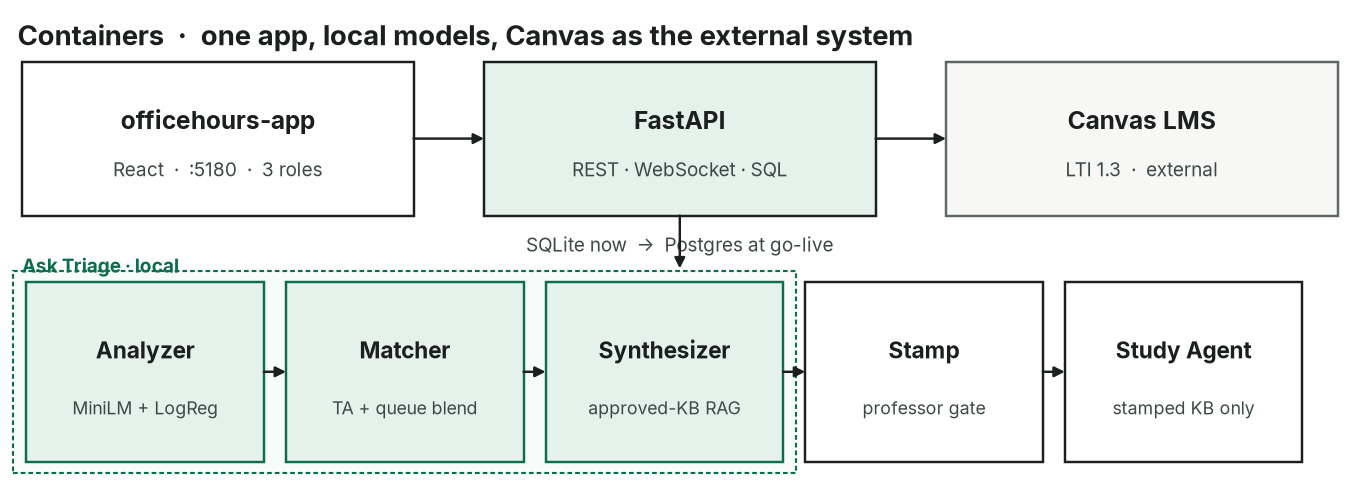 Containers · one app, local models, Canvas as the external system
officehours-app
React · :5180 · 3 roles
FastAPI
REST · WebSocket · SQL
Canvas LMS
LTI 1.3 · external
SQLite now → Postgres at go-live
Ask Triage · local
Analyzer
MiniLM + LogReg
Matcher
TA + queue blend
Synthesizer
approved-KB RAG
Stamp
professor gate
Study Agent
stamped KB only